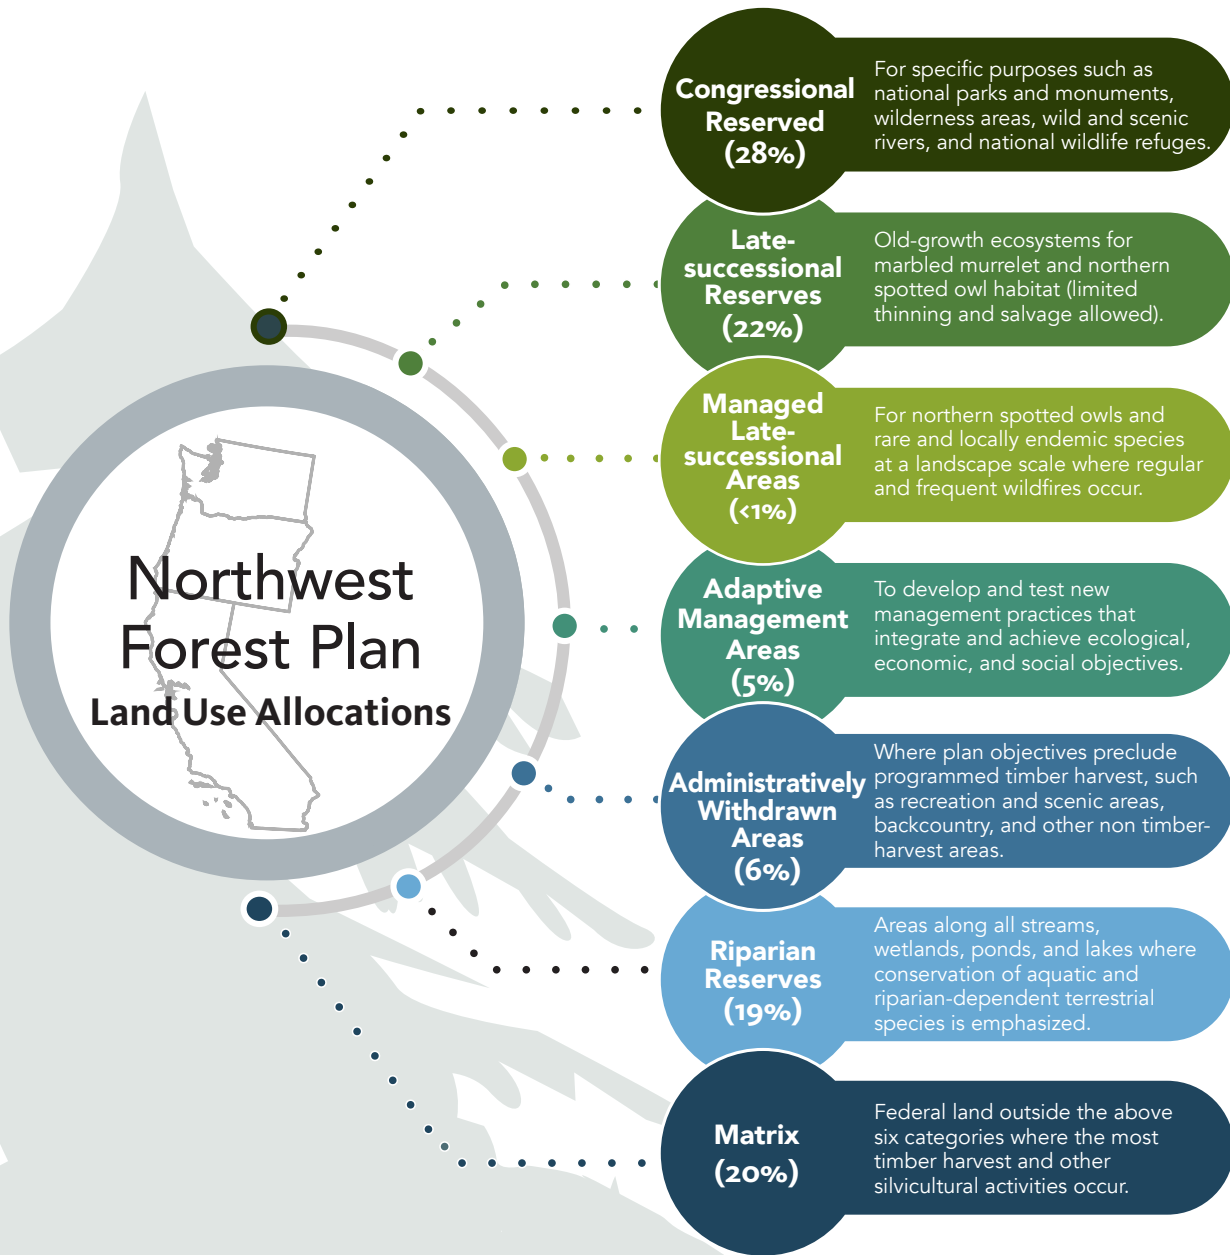 Northwest
Forest Plan
Land Use Allocations
Congressional
Reserved
(28%)
For specific purposes such as
national parks and monuments,
wilderness areas, wild and scenic
rivers, and national wildlife refuges.
Late-
successional
Reserves
(22%)
Old-growth ecosystems for
marbled murrelet and northern
spotted owl habitat (limited
thinning and salvage allowed).
Managed
Late-
successional
Areas
(<1%)
For northern spotted owls and
rare and locally endemic species
at a landscape scale where regular
and frequent wildfires occur.
Adaptive
Management
Areas
(5%)
To develop and test new
management practices that
integrate and achieve ecological,
economic, and social objectives.
Administratively
Withdrawn
Areas
(6%)
Where plan objectives preclude
programmed timber harvest, such
as recreation and scenic areas,
backcountry, and other non timber-
harvest areas.
Riparian
Reserves
(19%)
Areas along all streams,
wetlands, ponds, and lakes where
conservation of aquatic and
riparian-dependent terrestrial
species is emphasized.
Matrix
(20%)
Federal land outside the above
six categories where the most
timber harvest and other
silvicultural activities occur.